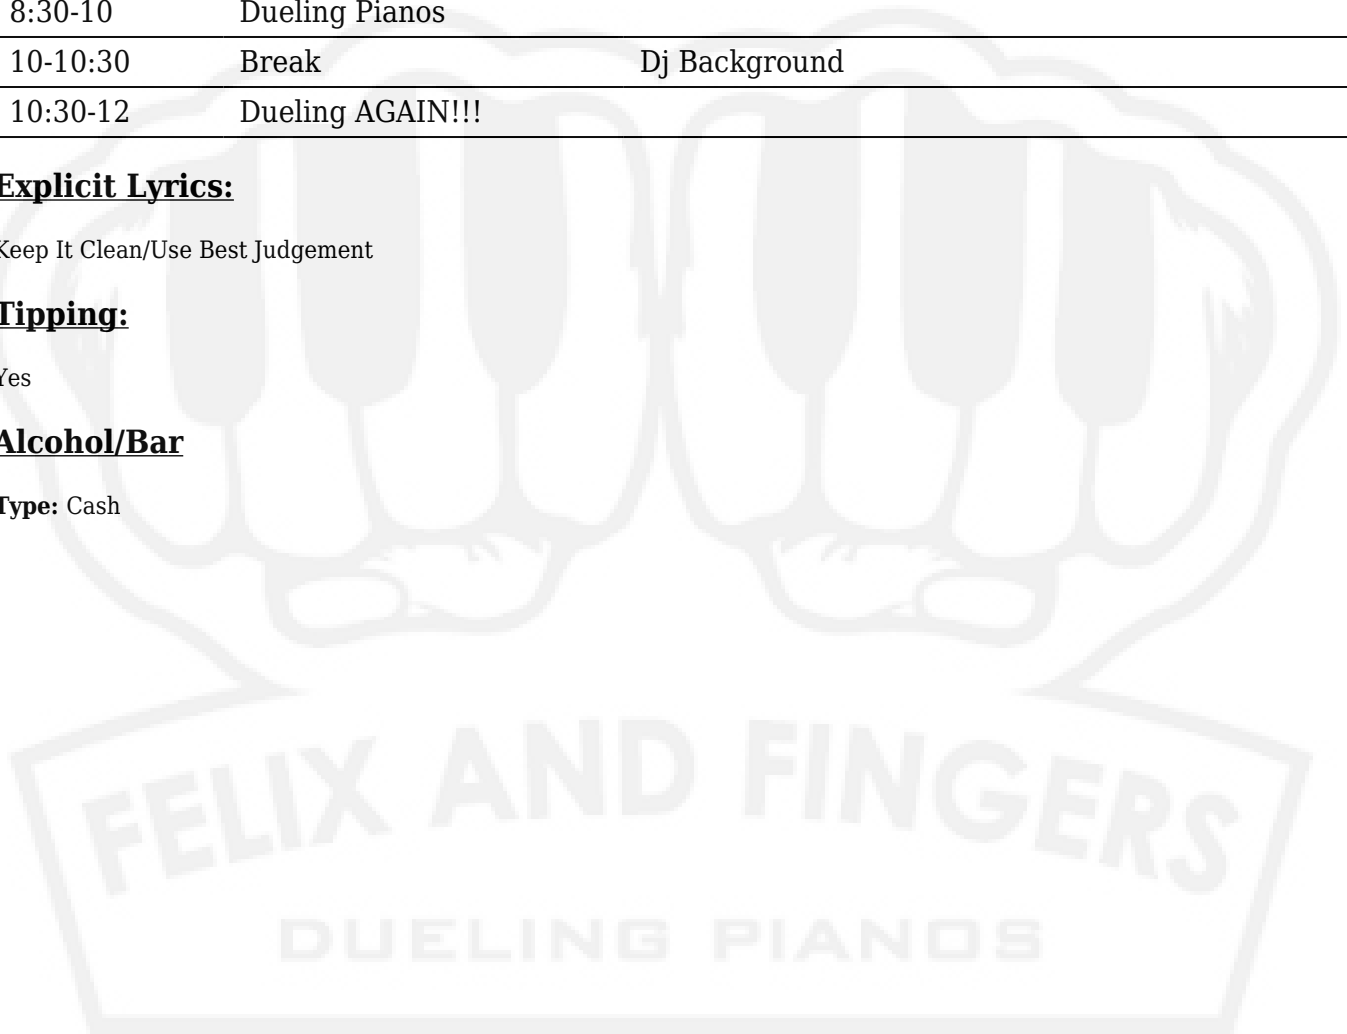 8:30-10 Dueling Pianos
10-10:30 Break Dj Background
10:30-12 Dueling AGAIN!!!
Explicit Lyrics:
Keep It Clean/Use Best Judgement
Tipping:
Yes
Alcohol/Bar
Type: Cash
FELIX AND FINGERS
DUELING PIANOS